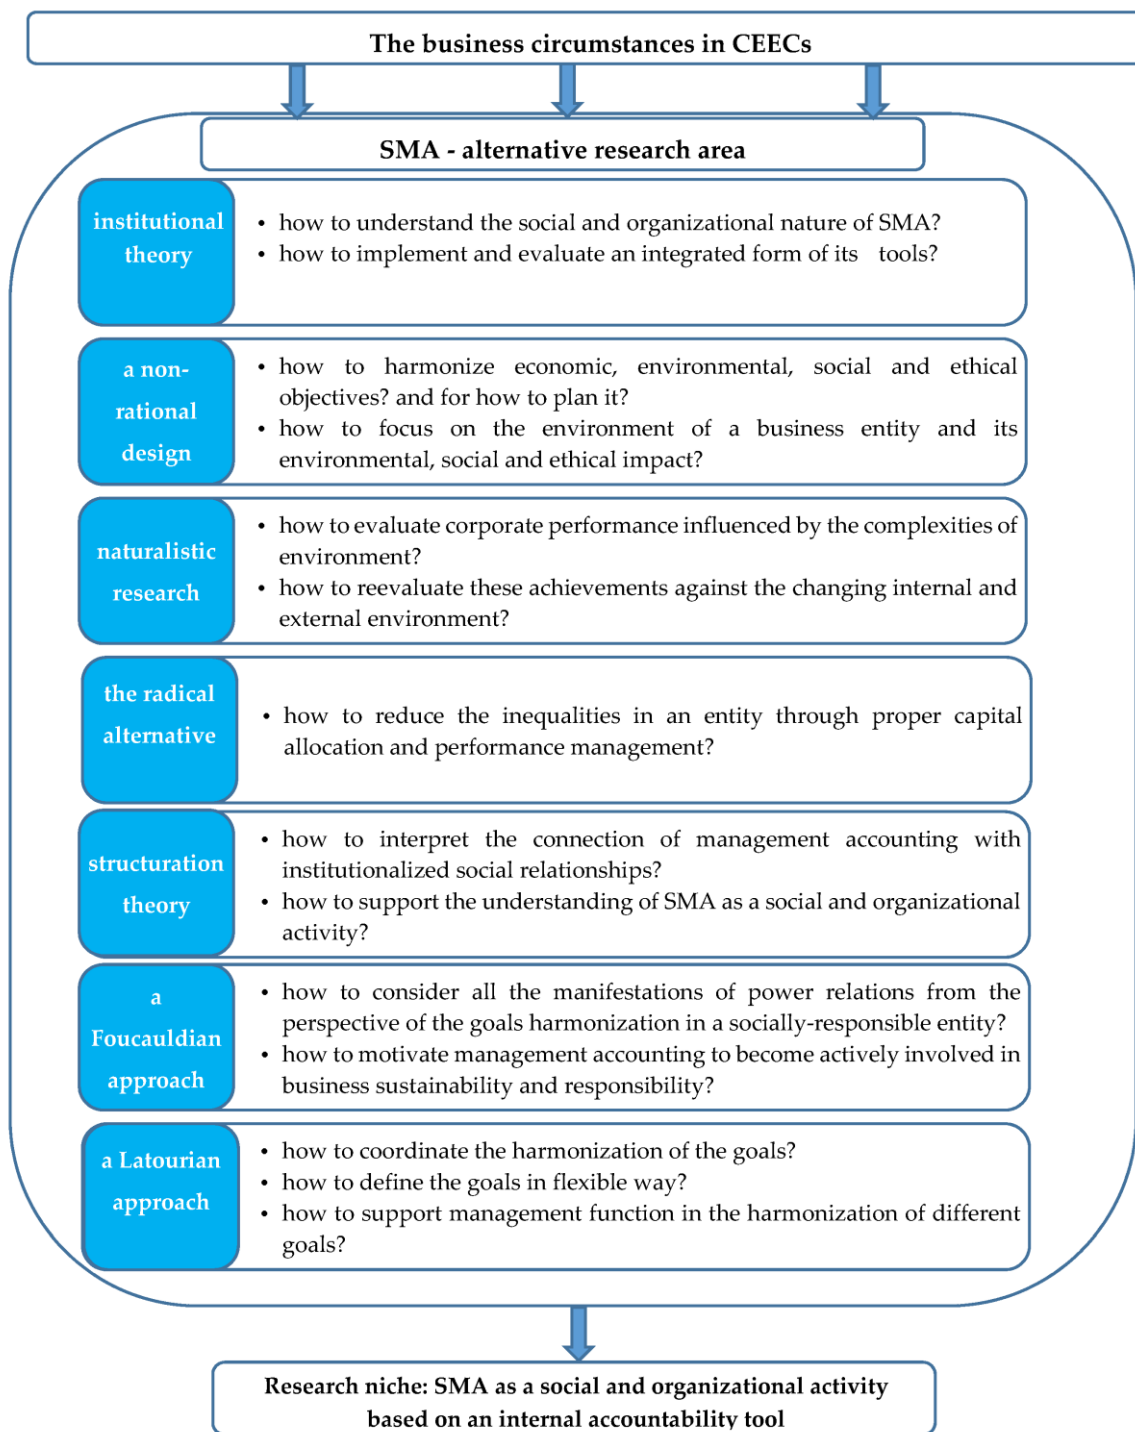 The business circumstances in CEECs
SMA - alternative research area
institutional
theory
• how to understand the social and organizational nature of SMA?
• how to implement and evaluate an integrated form of its tools?
a non-
rational
design
• how to harmonize economic, environmental, social and ethical
objectives? and for how to plan it?
• how to focus on the environment of a business entity and its
environmental, social and ethical impact?
naturalistic
research
• how to evaluate corporate performance influenced by the complexities of
environment?
• how to reevaluate these achievements against the changing internal and
external environment?
the radical
alternative
• how to reduce the inequalities in an entity through proper capital
allocation and performance management?
structuration
theory
• how to interpret the connection of management accounting with
institutionalized social relationships?
• how to support the understanding of SMA as a social and organizational
activity?
a
Foucauldian
approach
• how to consider all the manifestations of power relations from the
perspective of the goals harmonization in a socially-responsible entity?
• how to motivate management accounting to become actively involved in
business sustainability and responsibility?
a Latourian
approach
• how to coordinate the harmonization of the goals?
• how to define the goals in flexible way?
• how to support management function in the harmonization of different
goals?
Research niche: SMA as a social and organizational activity
based on an internal accountability tool